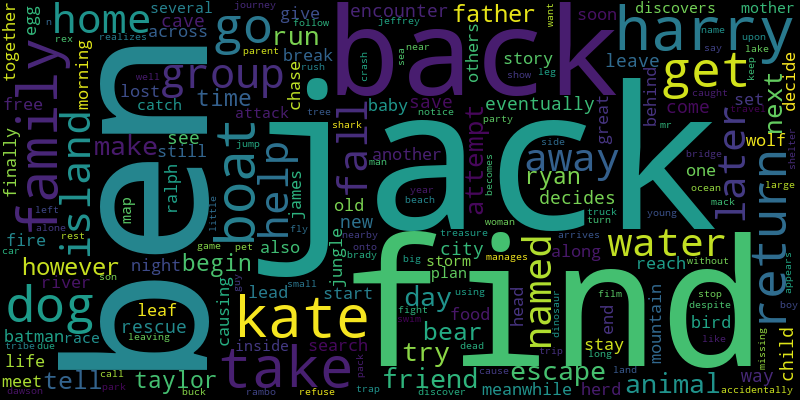 together
egg
n
home
several
cave
rex
realizes
journey
across
go
give
run
break
parent
back
encounter
jeffrey
follow
father
others
story
soon
want
discovers
mother
harry
leave
name
say
upon
lake
get
keep
decide
free
morning
lost
catch
group
time
chase
rush
well
crash
sea
near
show
leg
behind
caught
travel
next
family
ben
attack
tree
jump
boat
help
fall
shark
baby
save
notice
man
another
eventually
party
great
come
set
mr
wolf
finally
island
make
still
see
ralph
map
little
james
jack
attempt
becomes
side
away
ryan
decides
one
bridge
ocean
mack
later
return
shelter
large
left
alone
rest
fire
car
son
however
river
night
game
pet
begin
also
fly
old
new
nearby
onto
brady
jungle
year
beach
treasure
woman
city
storm
plan
manages
arrives
along
truck
turn
young
water
reach
without
appears
boy
dog
leaf
rescue
leaving
causing
guy
lead
small
kate
start
day
big
fight
swim
food
using
dead
bear
try
find
named
head
dinosaur
film
end
stay
long
mountain
stop
despite
bird
like
missing
child
batman
race
tribe
due
life
meet
dawson
tell
call
park
taylor
buck
inside
take
rambo
search
refuse
pack
trap
friend
discover
meanwhile
cause
escape
trip
herd
land
animal
way
accidentally